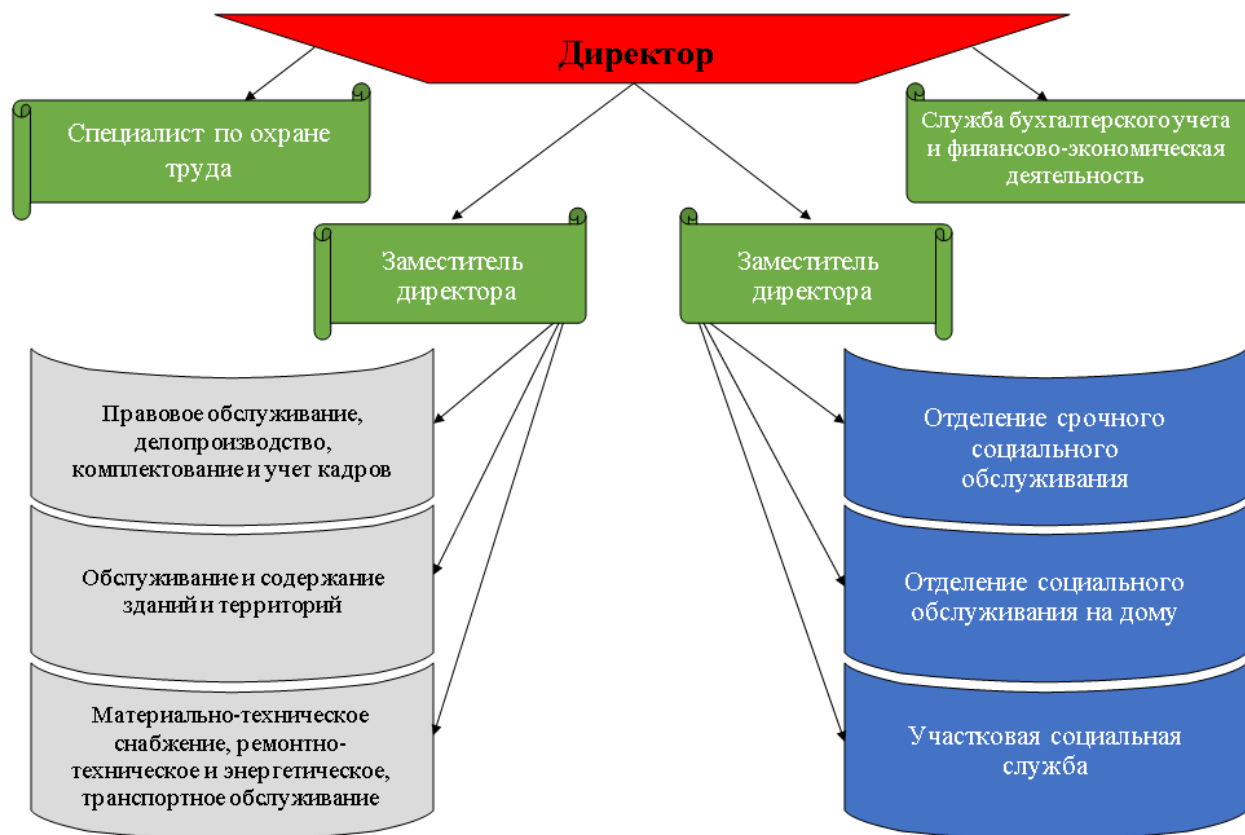 Директор
Специалист по охране
труда
Служба бухгалтерского учета
и финансово-экономическая
деятельность
Заместитель
директора
Заместитель
директора
Правовое обслуживание,
делопроизводство,
комплектование и учет кадров
Обслуживание и содержание
зданий и территорий
Материально-техническое
снабжение, ремонтно-
техническое и энергетическое,
транспортное обслуживание
Отделение срочного
социального
обслуживания
Отделение социального
обслуживания на дому
Участковая социальная
служба